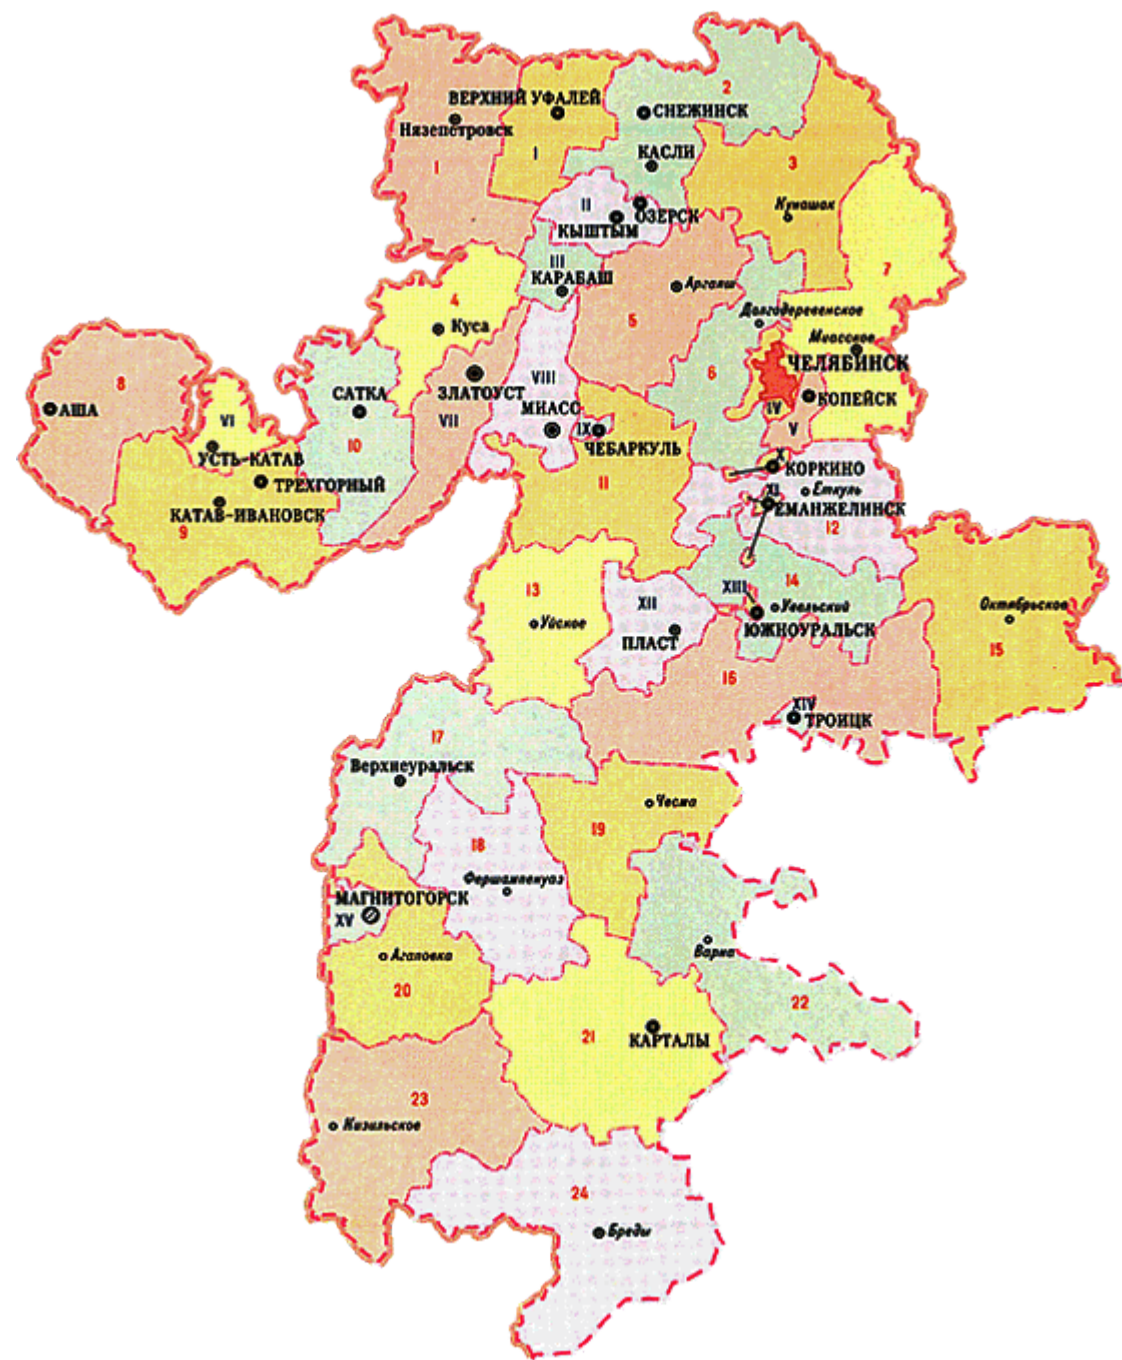 2
ВЕРХНИЙ УФАЛЕЙ
СНЕЖИНСК
Нязепетровск
I
1
КАСЛИ
3
II
ОЗЕРСК
Кунашак
КЫШТЫМ
III
КАРАБАШ
Аргаяш
7
4
5
Долгодеревенское
Куса
Миасское
ЧЕЛЯБИНСК
8
VIII
6
ЗЛАТОУСТ
САТКА
КОПЕЙСК
АША
IV
VI
VII
МИАСС
IX
V
ЧЕБАРКУЛЬ
10
УСТЬ-КАТАВ
X
КОРКИНО
ТРЕХГОРНЫЙ
11
XI
Еткуль
КАТАВ-ИВАНОВСК
ЕМАНЖЕЛИНСК
9
12
13
XII
XIII
14
Увельский
Октябрьское
Уйское
ПЛАСТ
ЮЖНОУРАЛЬСК
15
16
XIV
ТРОИЦК
17
Верхнеуральск
Чесма
19
18
Фершампенуаз
МАГНИТОГОРСК
XV
Варна
Агаповка
20
22
21
КАРТАЛЫ
23
Кизильское
24
Бреды